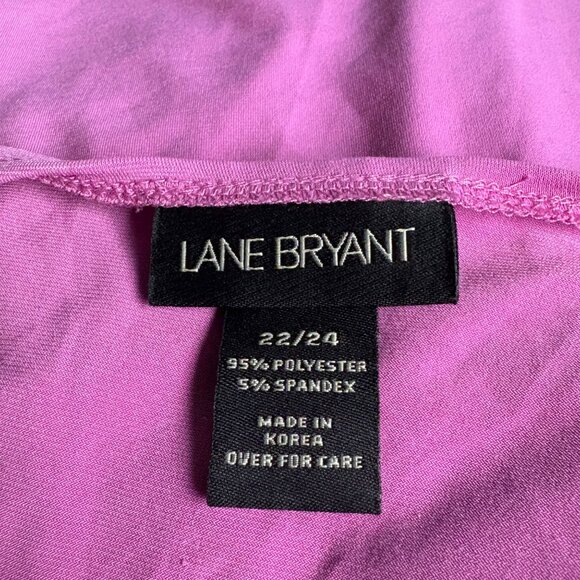 LANE BRYANT
22/24
95% POLYESTER
5% SPANDEX
MADE IN
KOREA
OVER FOR CARE